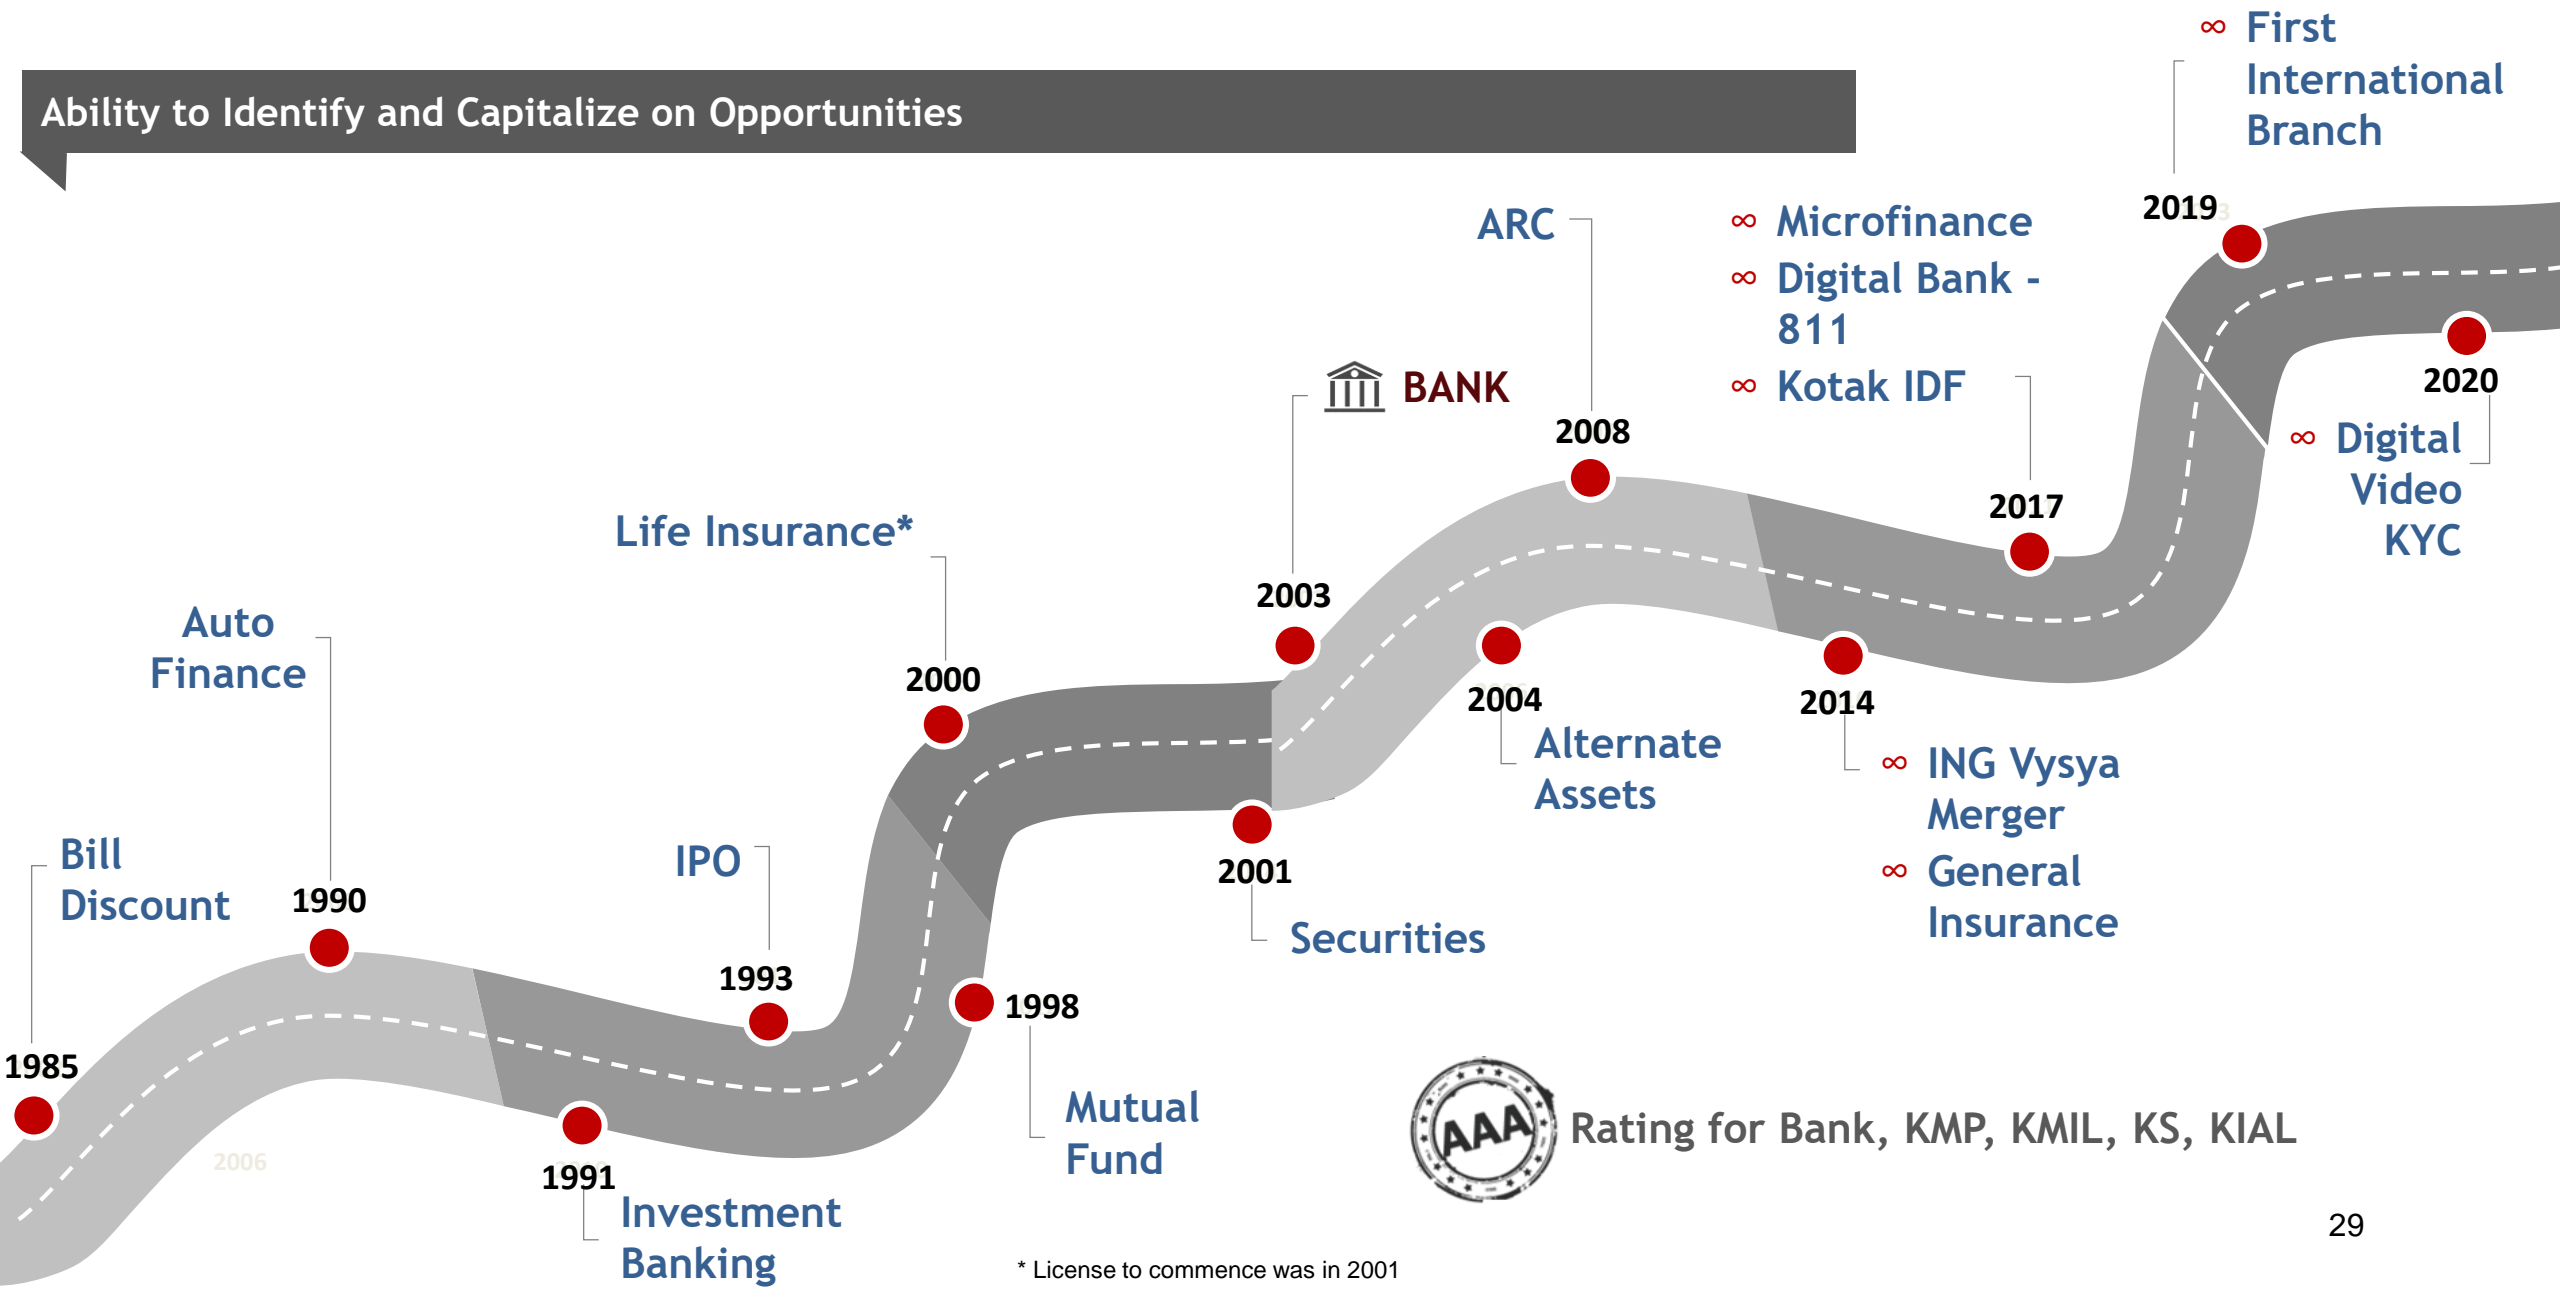 Ability to Identify and Capitalize on Opportunities
∞ First
International
Branch
2019
ARC
∞ Microfinance
∞ Digital Bank -
811
∞ Kotak IDF
BANK
2008
2020
∞ Digital
Video
KYC
2017
Life Insurance*
2003
Auto
Finance
2000
2004
2014
Alternate
Assets
∞ ING Vysya
Merger
∞ General
Insurance
Bill
Discount
IPO
2001
1990
Securities
1993
1998
1985
Mutual
Fund
AAA
Rating for Bank, KMP, KMIL, KS, KIAL
2006
1991
Investment
Banking
29
* License to commence was in 2001